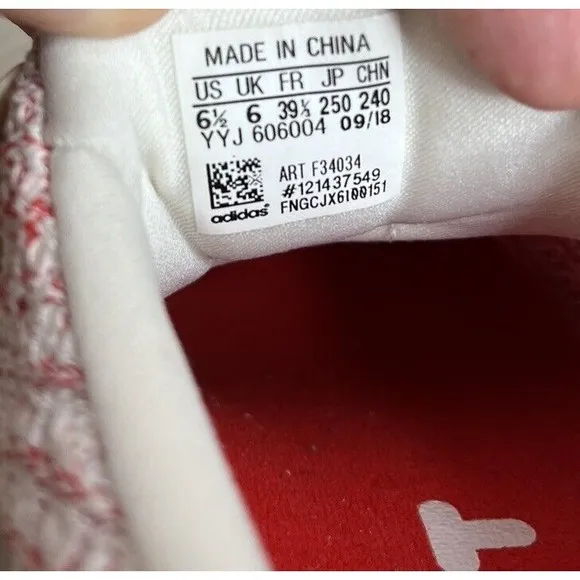 MADE IN CHINA
US UK FR JP CHN
6½ 6 39⅓ 250 240
YYJ 606004 09/18
ART F34034
#121437549
adidas FNGCJX6I00151